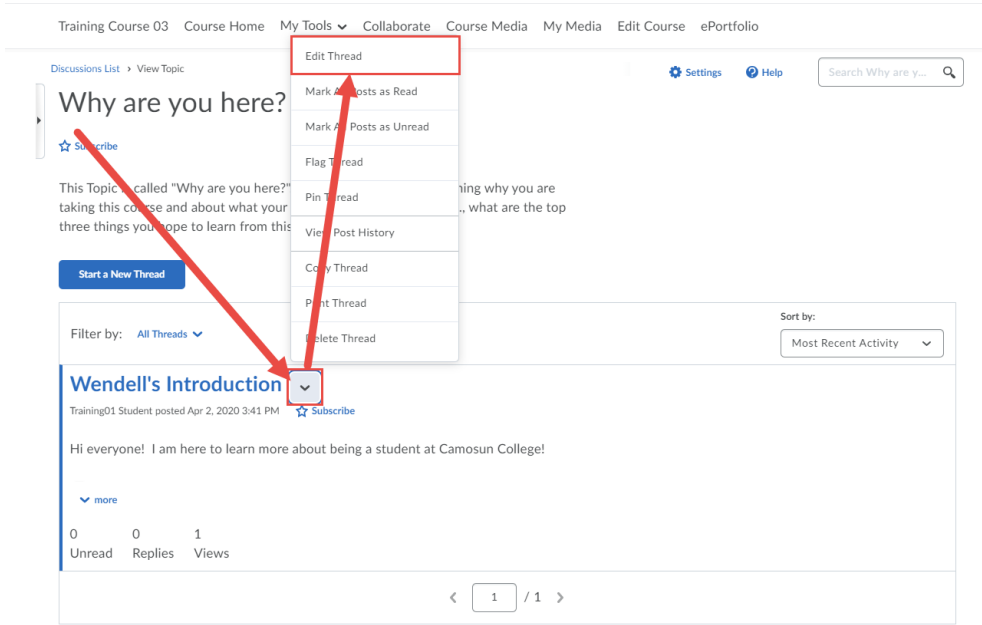 Training Course 03 Course Home My Tools Collaborate Course Media My Media Edit Course ePortfolio
Discussions List › View Topic
Settings Help Search Why are y...
Why are you here?
Subscribe
Edit Thread
Mark All Posts as Read
Mark All Posts as Unread
Flag Thread
Pin Thread
View Post History
Copy Thread
Print Thread
Delete Thread
This Topic is called "Why are you here?" ning why you are
taking this course and about what your ., what are the top
three things you hope to learn from this
Start a New Thread
Filter by: All Threads
Sort by:
Most Recent Activity
Wendell's Introduction
Training01 Student posted Apr 2, 2020 3:41 PM Subscribe
Hi everyone! I am here to learn more about being a student at Camosun College!
more
0 0 1
Unread Replies Views
1 / 1